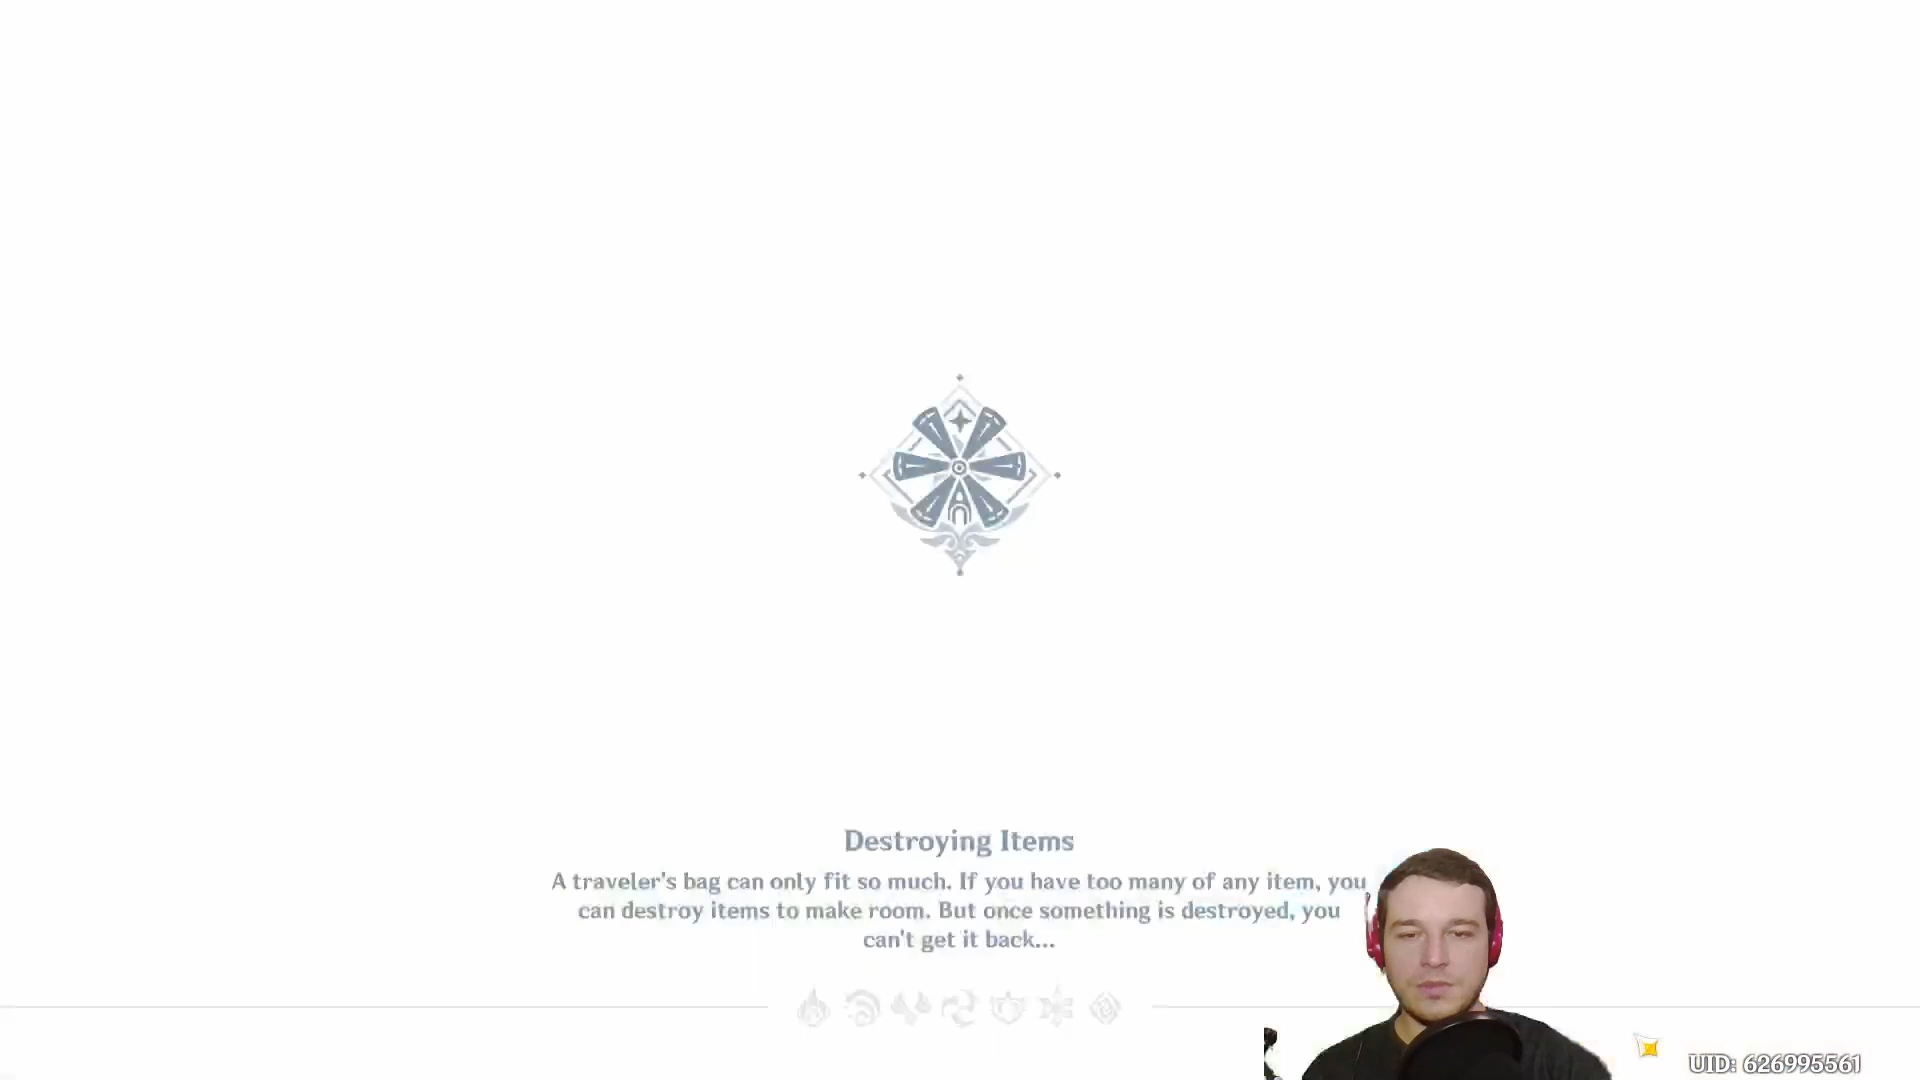 Destroying Items
A traveler's bag can only fit so much. If you have too many of any item, you
can destroy items to make room. But once something is destroyed, you
can't get it back...
UID: 626995561